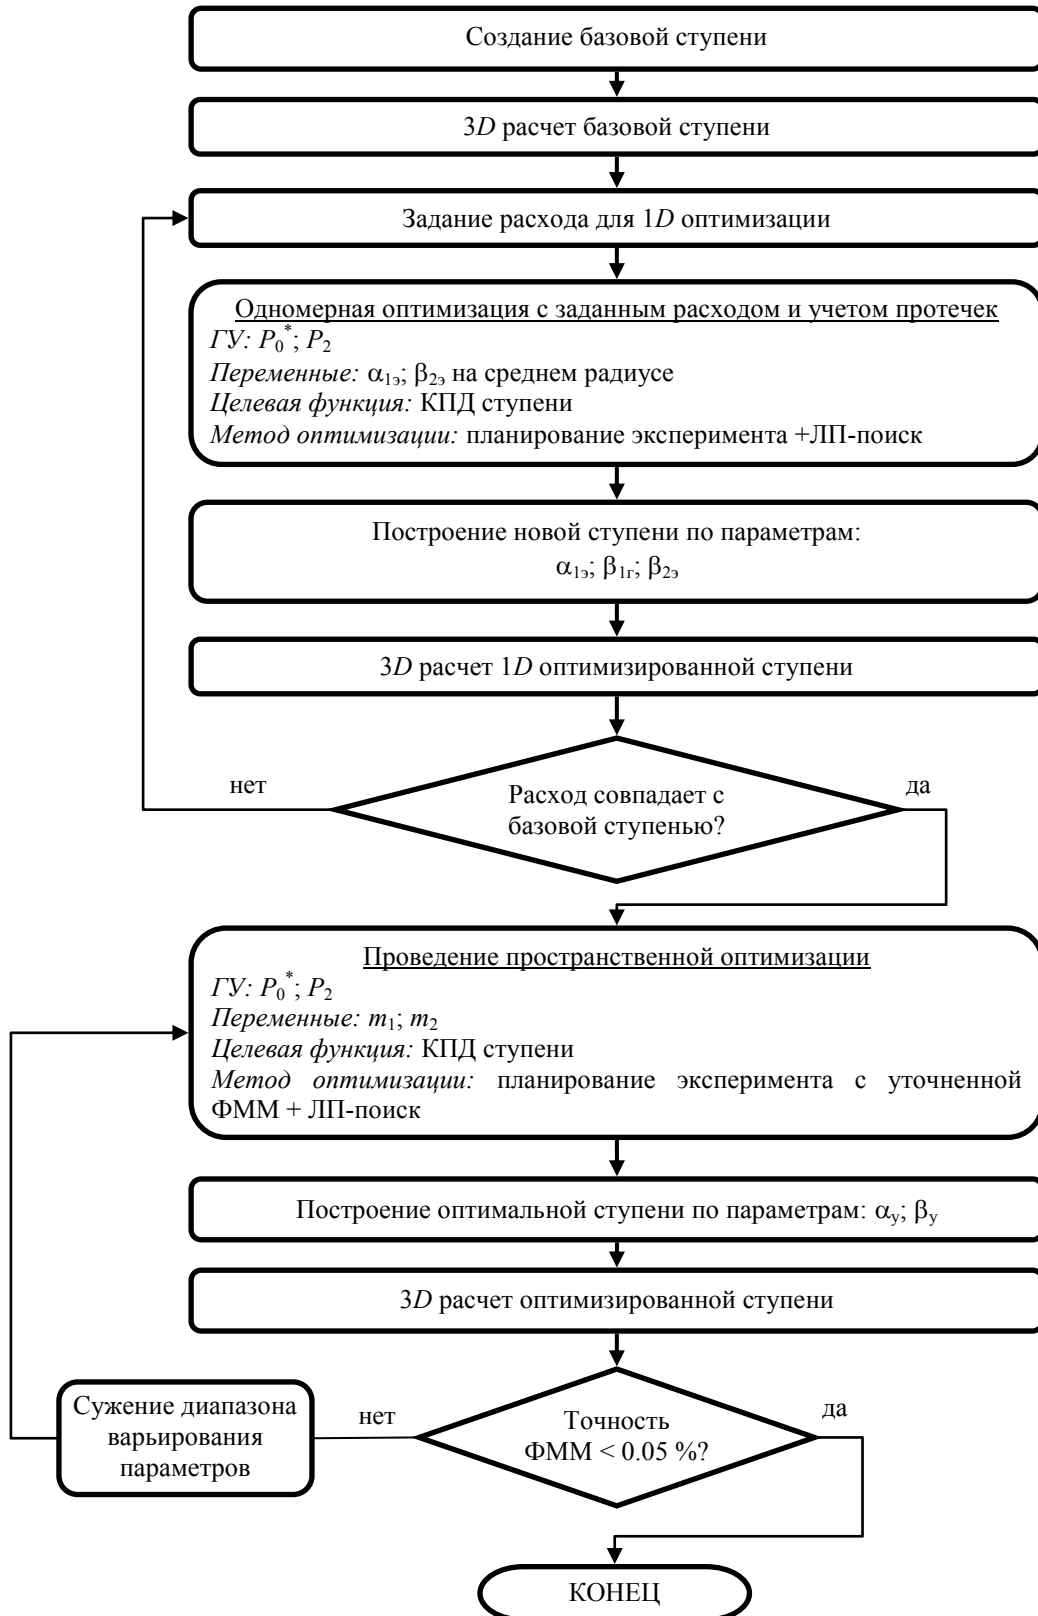 Создание базовой ступени
3D расчет базовой ступени
Задание расхода для 1D оптимизации
Одномерная оптимизация с заданным расходом и учетом протечек
ГУ: P₀*; P₂
Переменные: α₁ₑ; β₂ₑ на среднем радиусе
Целевая функция: КПД ступени
Метод оптимизации: планирование эксперимента +ЛП-поиск
Построение новой ступени по параметрам:
α₁э; β₁г; β₂э
3D расчет 1D оптимизированной ступени
нет
да
Расход совпадает с
базовой ступенью?
Проведение пространственной оптимизации
ГУ: P₀*; P₂
Переменные: m₁; m₂
Целевая функция: КПД ступени
Метод оптимизации: планирование эксперимента с уточненной
ФММ + ЛП-поиск
Построение оптимальной ступени по параметрам: αу; βу
3D расчет оптимизированной ступени
Сужение диапазона
варьирования
параметров
нет
да
Точность
ФММ < 0.05 %?
КОНЕЦ